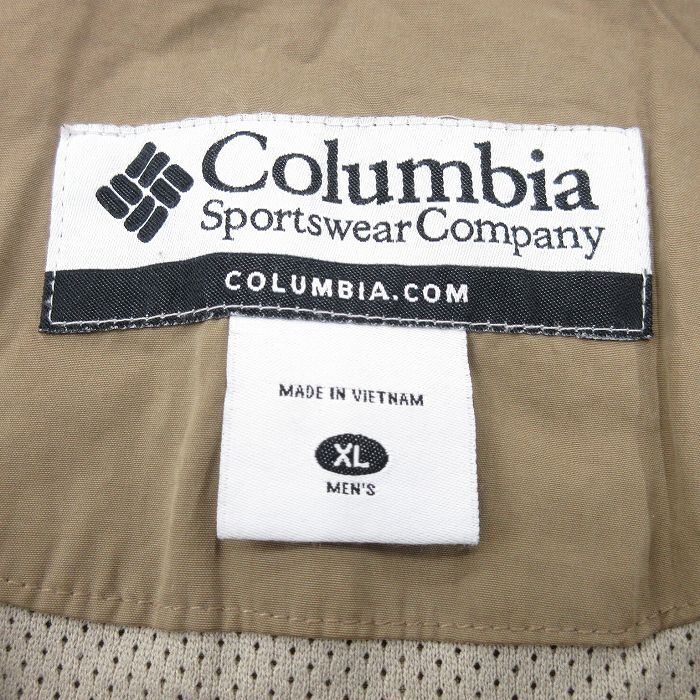 Columbia
Sportswear Company
COLUMBIA.COM
MADE IN VIETNAM
XL
MEN'S